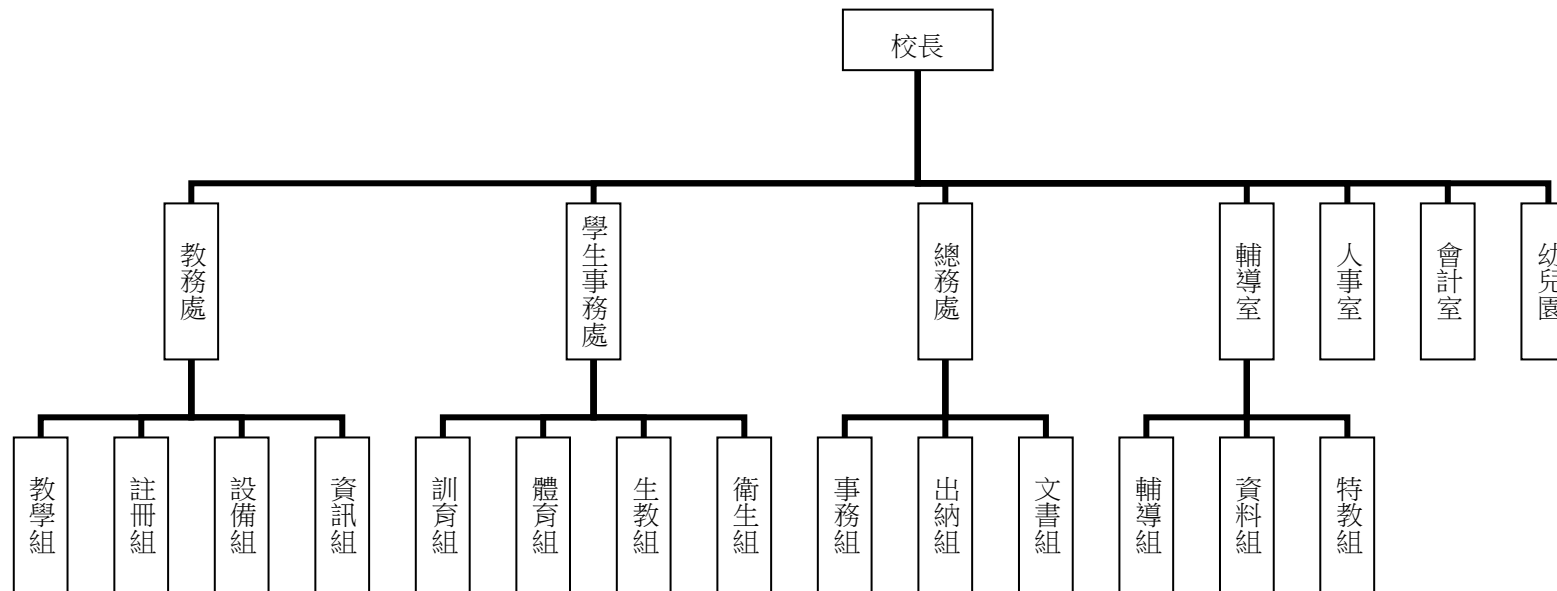 校長
教務處
學生事務處
總務處
輔導室
人事室
會計室
幼兒園
教學組
註冊組
設備組
資訊組
訓育組
體育組
生教組
衛生組
事務組
出納組
文書組
輔導組
資料組
特教組